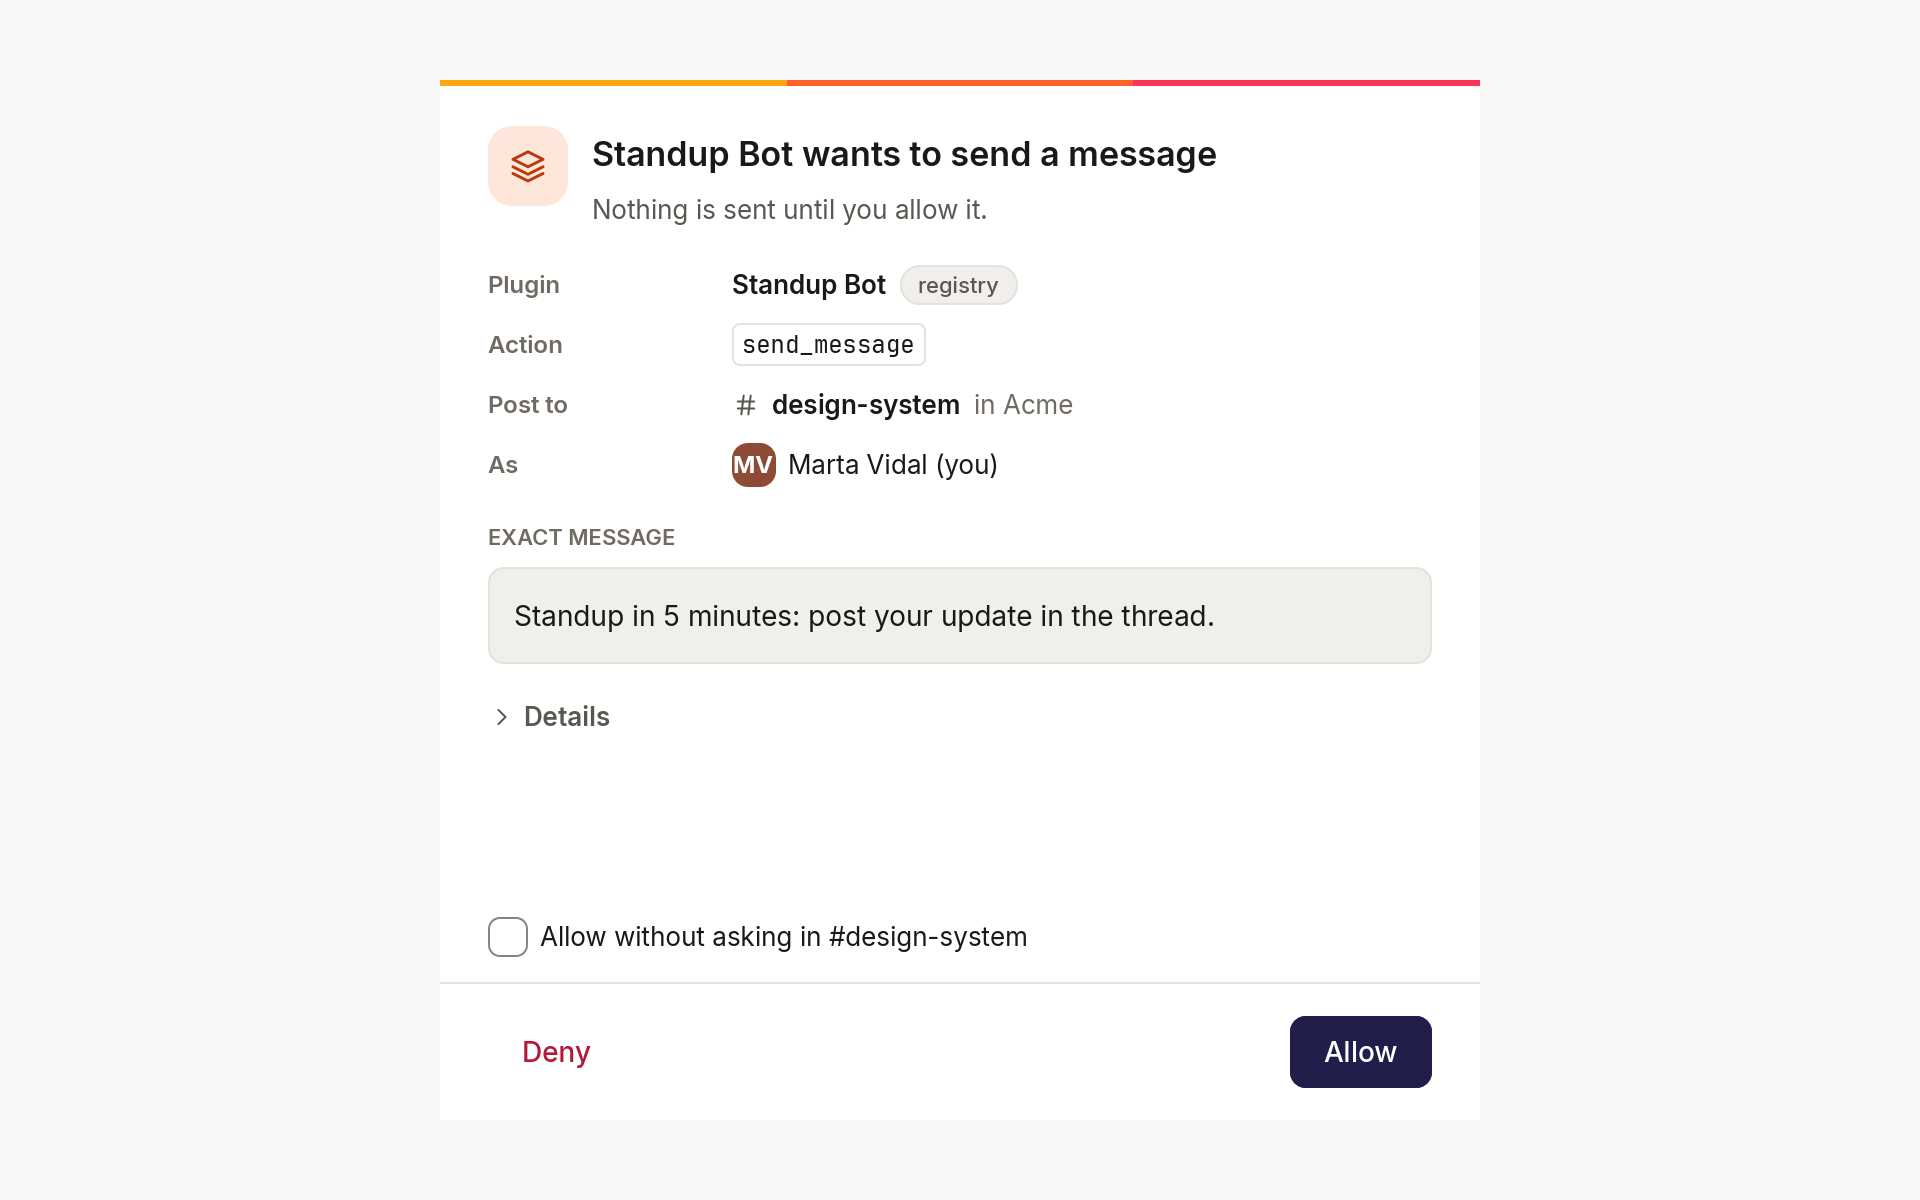 Standup Bot wants to send a message
Nothing is sent until you allow it.
Plugin Standup Bot registry
Action send_message
Post to # design-system in Acme
As MV Marta Vidal (you)
EXACT MESSAGE
Standup in 5 minutes: post your update in the thread.
Details
Allow without asking in #design-system
Deny Allow